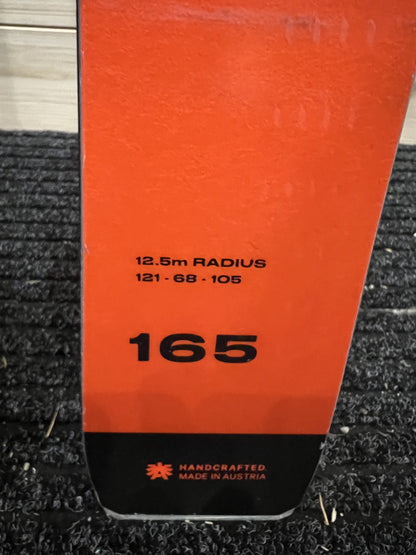 12.5m RADIUS
121 - 68 - 105
165
HANDCRAFTED.
MADE IN AUSTRIA